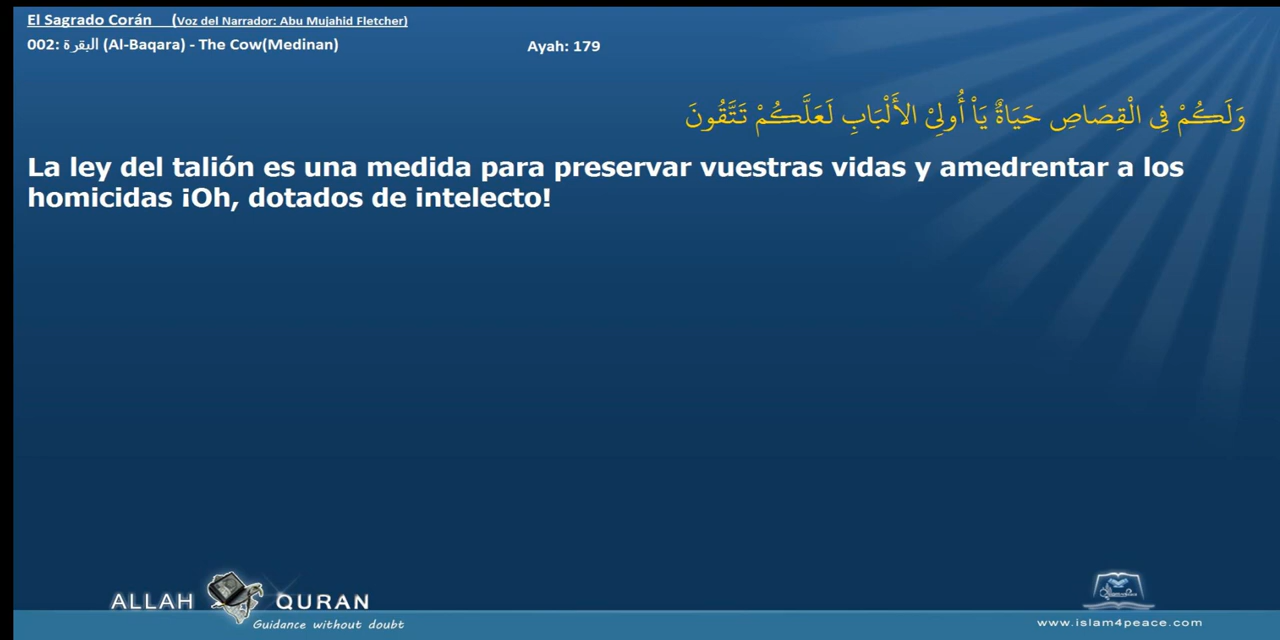 El Sagrado Corán (Voz del Narrador: Abu Mujahid Fletcher)
002: البقرة (Al-Baqara) - The Cow(Medinan) Ayah: 179
وَلَكُمْ فِي الْقِصَاصِ حَيَاةٌ يَاْ أُولِيْ الأَلْبَابِ لَعَلَّكُمْ تَتَّقُونَ
La ley del talión es una medida para preservar vuestras vidas y amedrentar a los
homicidas ¡Oh, dotados de intelecto!
ALLAH QURAN
Guidance without doubt
www.islam4peace.com